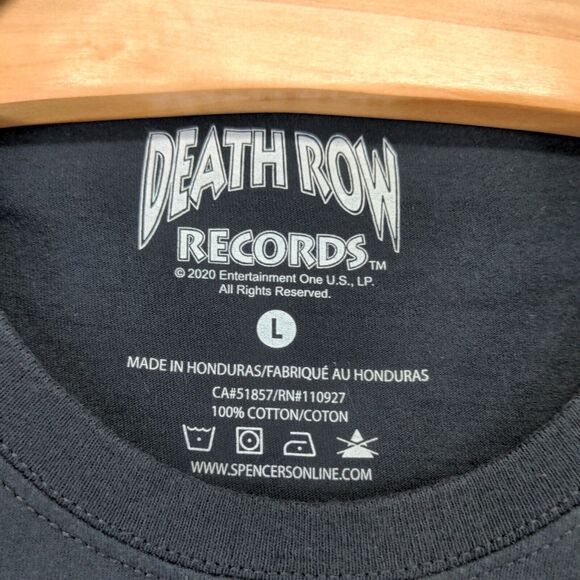 DEATH ROW
RECORDS™
© 2020 Entertainment One U.S., LP.
All Rights Reserved.
L
MADE IN HONDURAS/FABRIQUÉ AU HONDURAS
CA#51857/RN#110927
100% COTTON/COTON
WWW.SPENCERSONLINE.COM